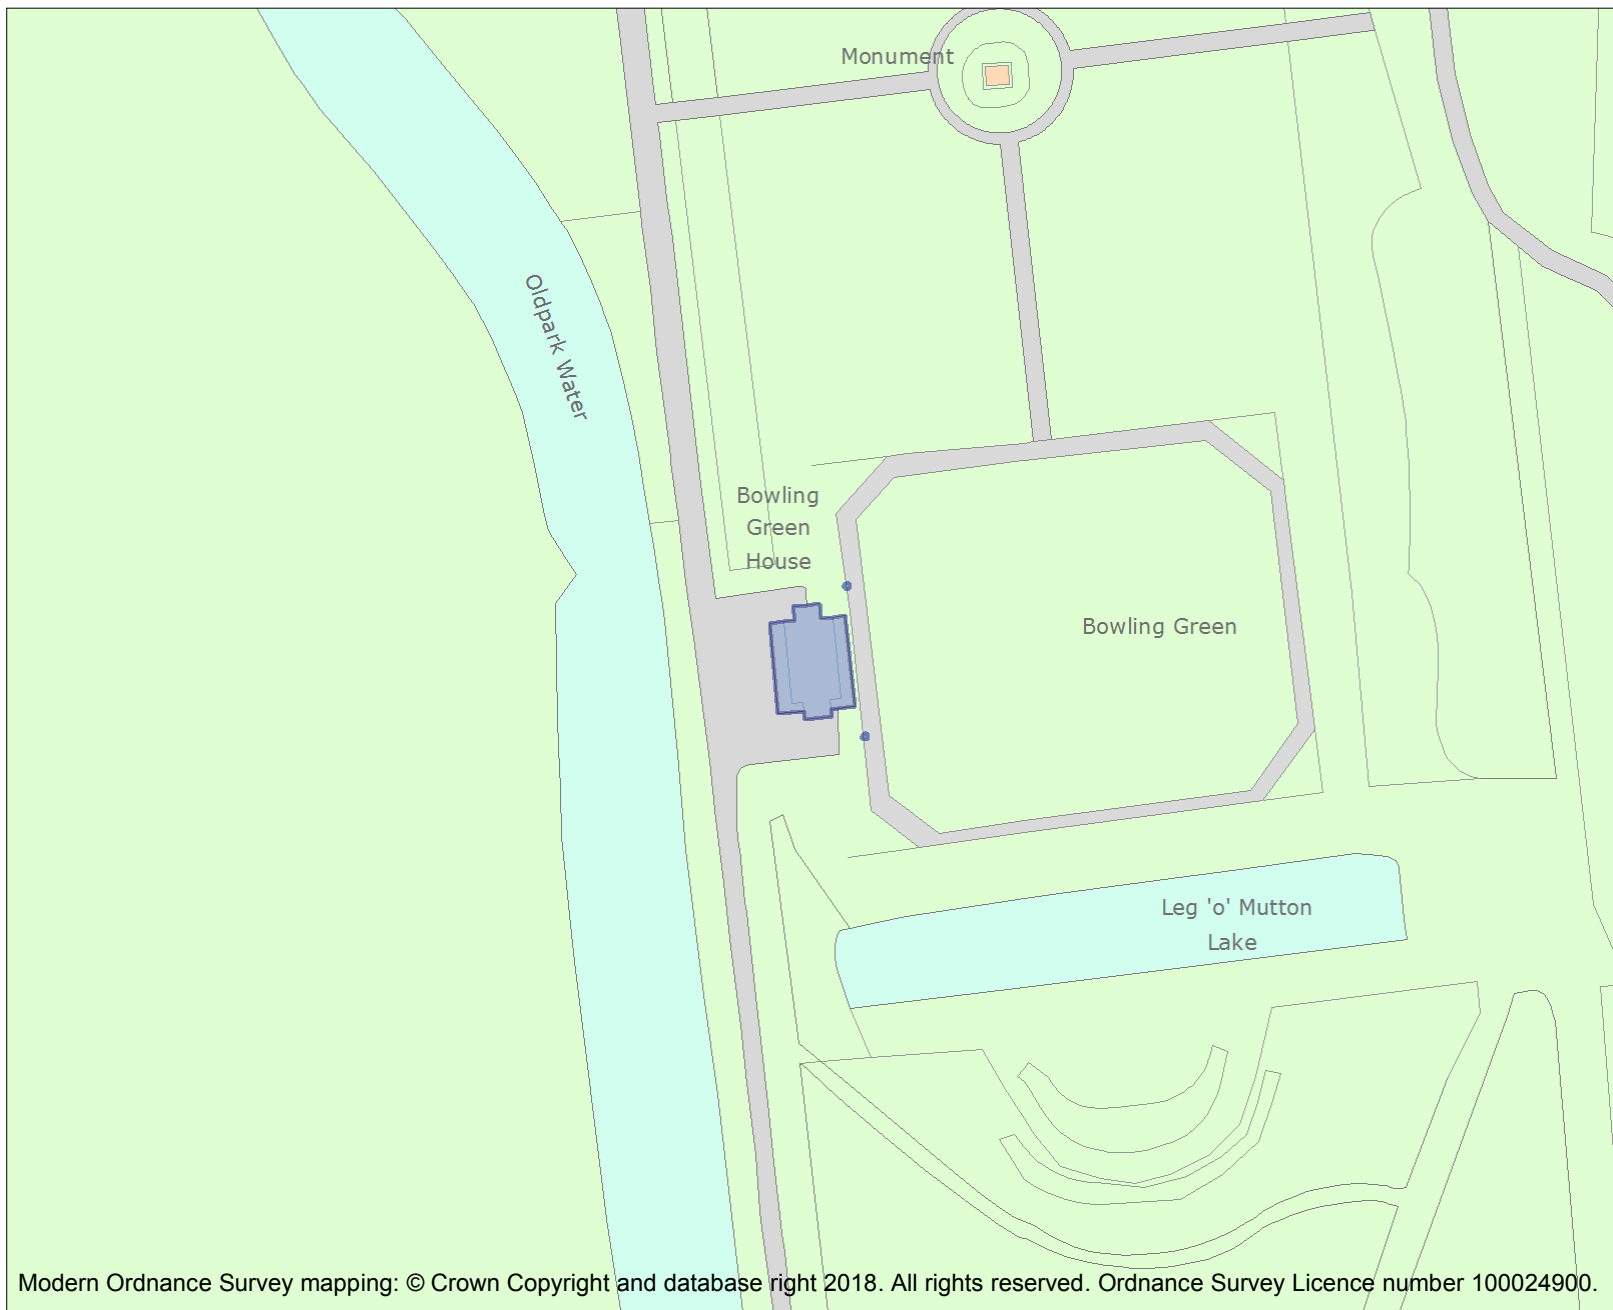 Monument
Oldpark Water
Bowling
Green
House
Bowling Green
Leg 'o' Mutton
Lake
Modern Ordnance Survey mapping: © Crown Copyright and database right 2018. All rights reserved. Ordnance Survey Licence number 100024900.